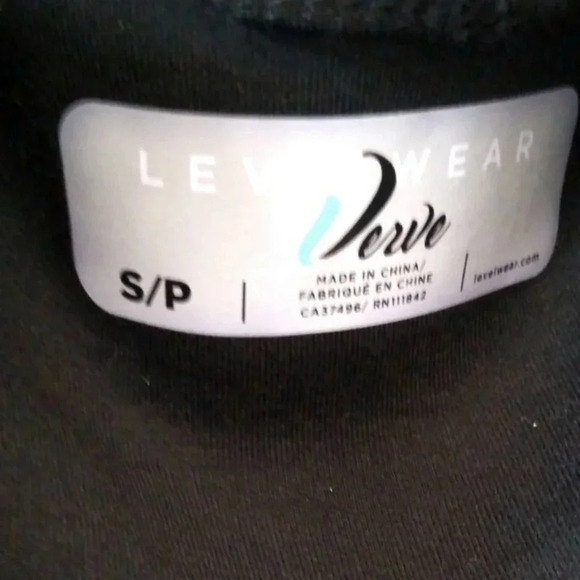 LEVELWEAR
Verve
S/P
MADE IN CHINA/
FABRIQUÉ EN CHINE
CA37496/ RN111842
levelwear.com